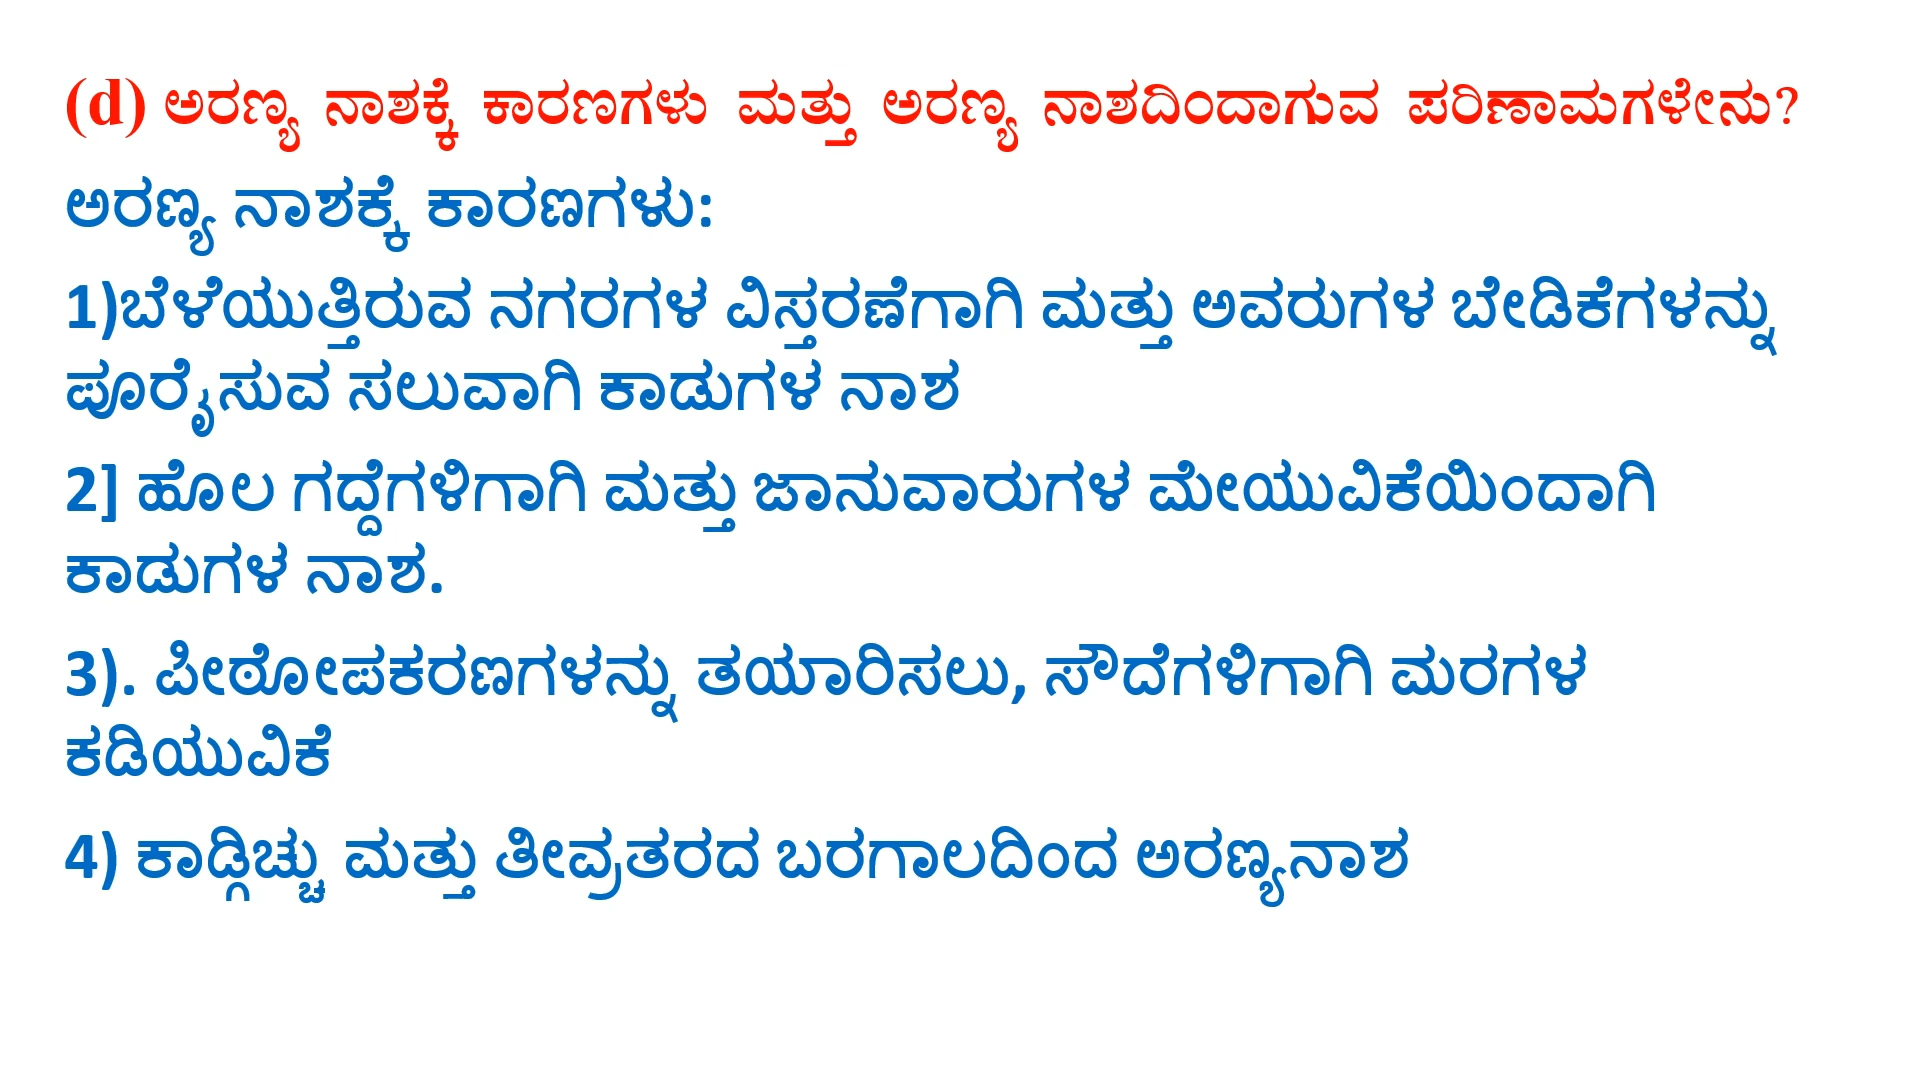 (d) ಅರಣ್ಯ ನಾಶಕ್ಕೆ ಕಾರಣಗಳು ಮತ್ತು ಅರಣ್ಯ ನಾಶದಿಂದಾಗುವ ಪರಿಣಾಮಗಳೇನು?
ಅರಣ್ಯ ನಾಶಕ್ಕೆ ಕಾರಣಗಳು:
1)ಬೆಳೆಯುತ್ತಿರುವ ನಗರಗಳ ವಿಸ್ತರಣೆಗಾಗಿ ಮತ್ತು ಅವರುಗಳ ಬೇಡಿಕೆಗಳನ್ನು
ಪೂರೈಸುವ ಸಲುವಾಗಿ ಕಾಡುಗಳ ನಾಶ
2] ಹೊಲ ಗದ್ದೆಗಳಿಗಾಗಿ ಮತ್ತು ಜಾನುವಾರುಗಳ ಮೇಯುವಿಕೆಯಿಂದಾಗಿ
ಕಾಡುಗಳ ನಾಶ.
3). ಪೀಠೋಪಕರಣಗಳನ್ನು ತಯಾರಿಸಲು, ಸೌದೆಗಳಿಗಾಗಿ ಮರಗಳ
ಕಡಿಯುವಿಕೆ
4) ಕಾಡ್ಗಿಚ್ಚು ಮತ್ತು ತೀವ್ರತರದ ಬರಗಾಲದಿಂದ ಅರಣ್ಯನಾಶ